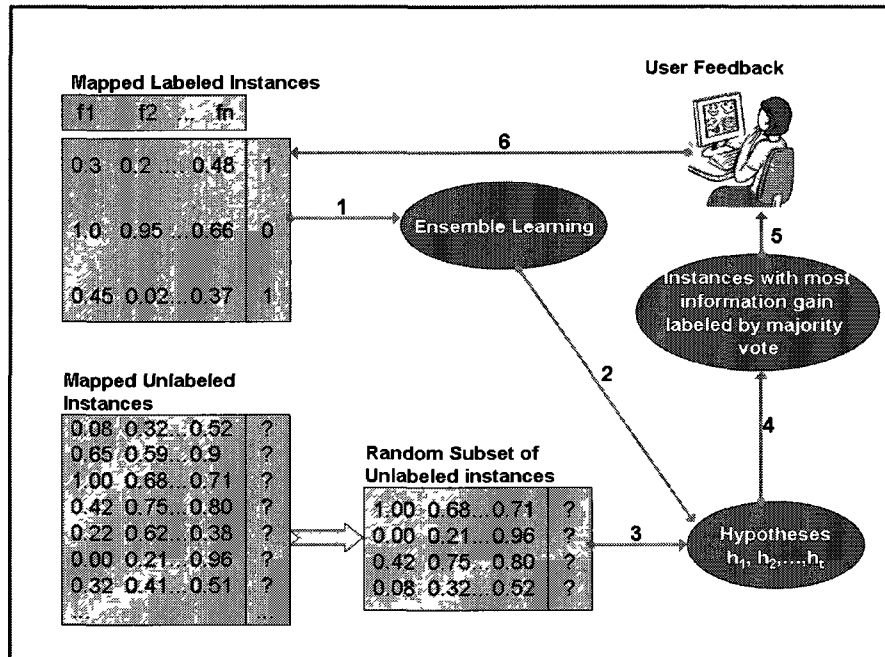 Mapped Labeled Instances
f1 f2 ... fn
0.3 0.2 .... 0.48 1
1.0 0.95 ...0.66 0
0.45 0.02...0.37 1
User Feedback
6
1
Ensemble Learning
5
Instances with most
information gain
labeled by majority
vote
2
4
Mapped Unlabeled
Instances
0.08 0.32...0.52 ?
0.65 0.59...0.9 ?
1.00 0.68...0.71 ?
0.42 0.75...0.80 ?
0.22 0.62...0.38 ?
0.00 0.21...0.96 ?
0.32 0.41...0.51 ?
... ...
Random Subset of
Unlabeled instances
1.00 0.68...0.71 ?
0.00 0.21...0.96 ?
0.42 0.75...0.80 ?
0.08 0.32...0.52 ?
3
Hypotheses
h1, h2,...,ht